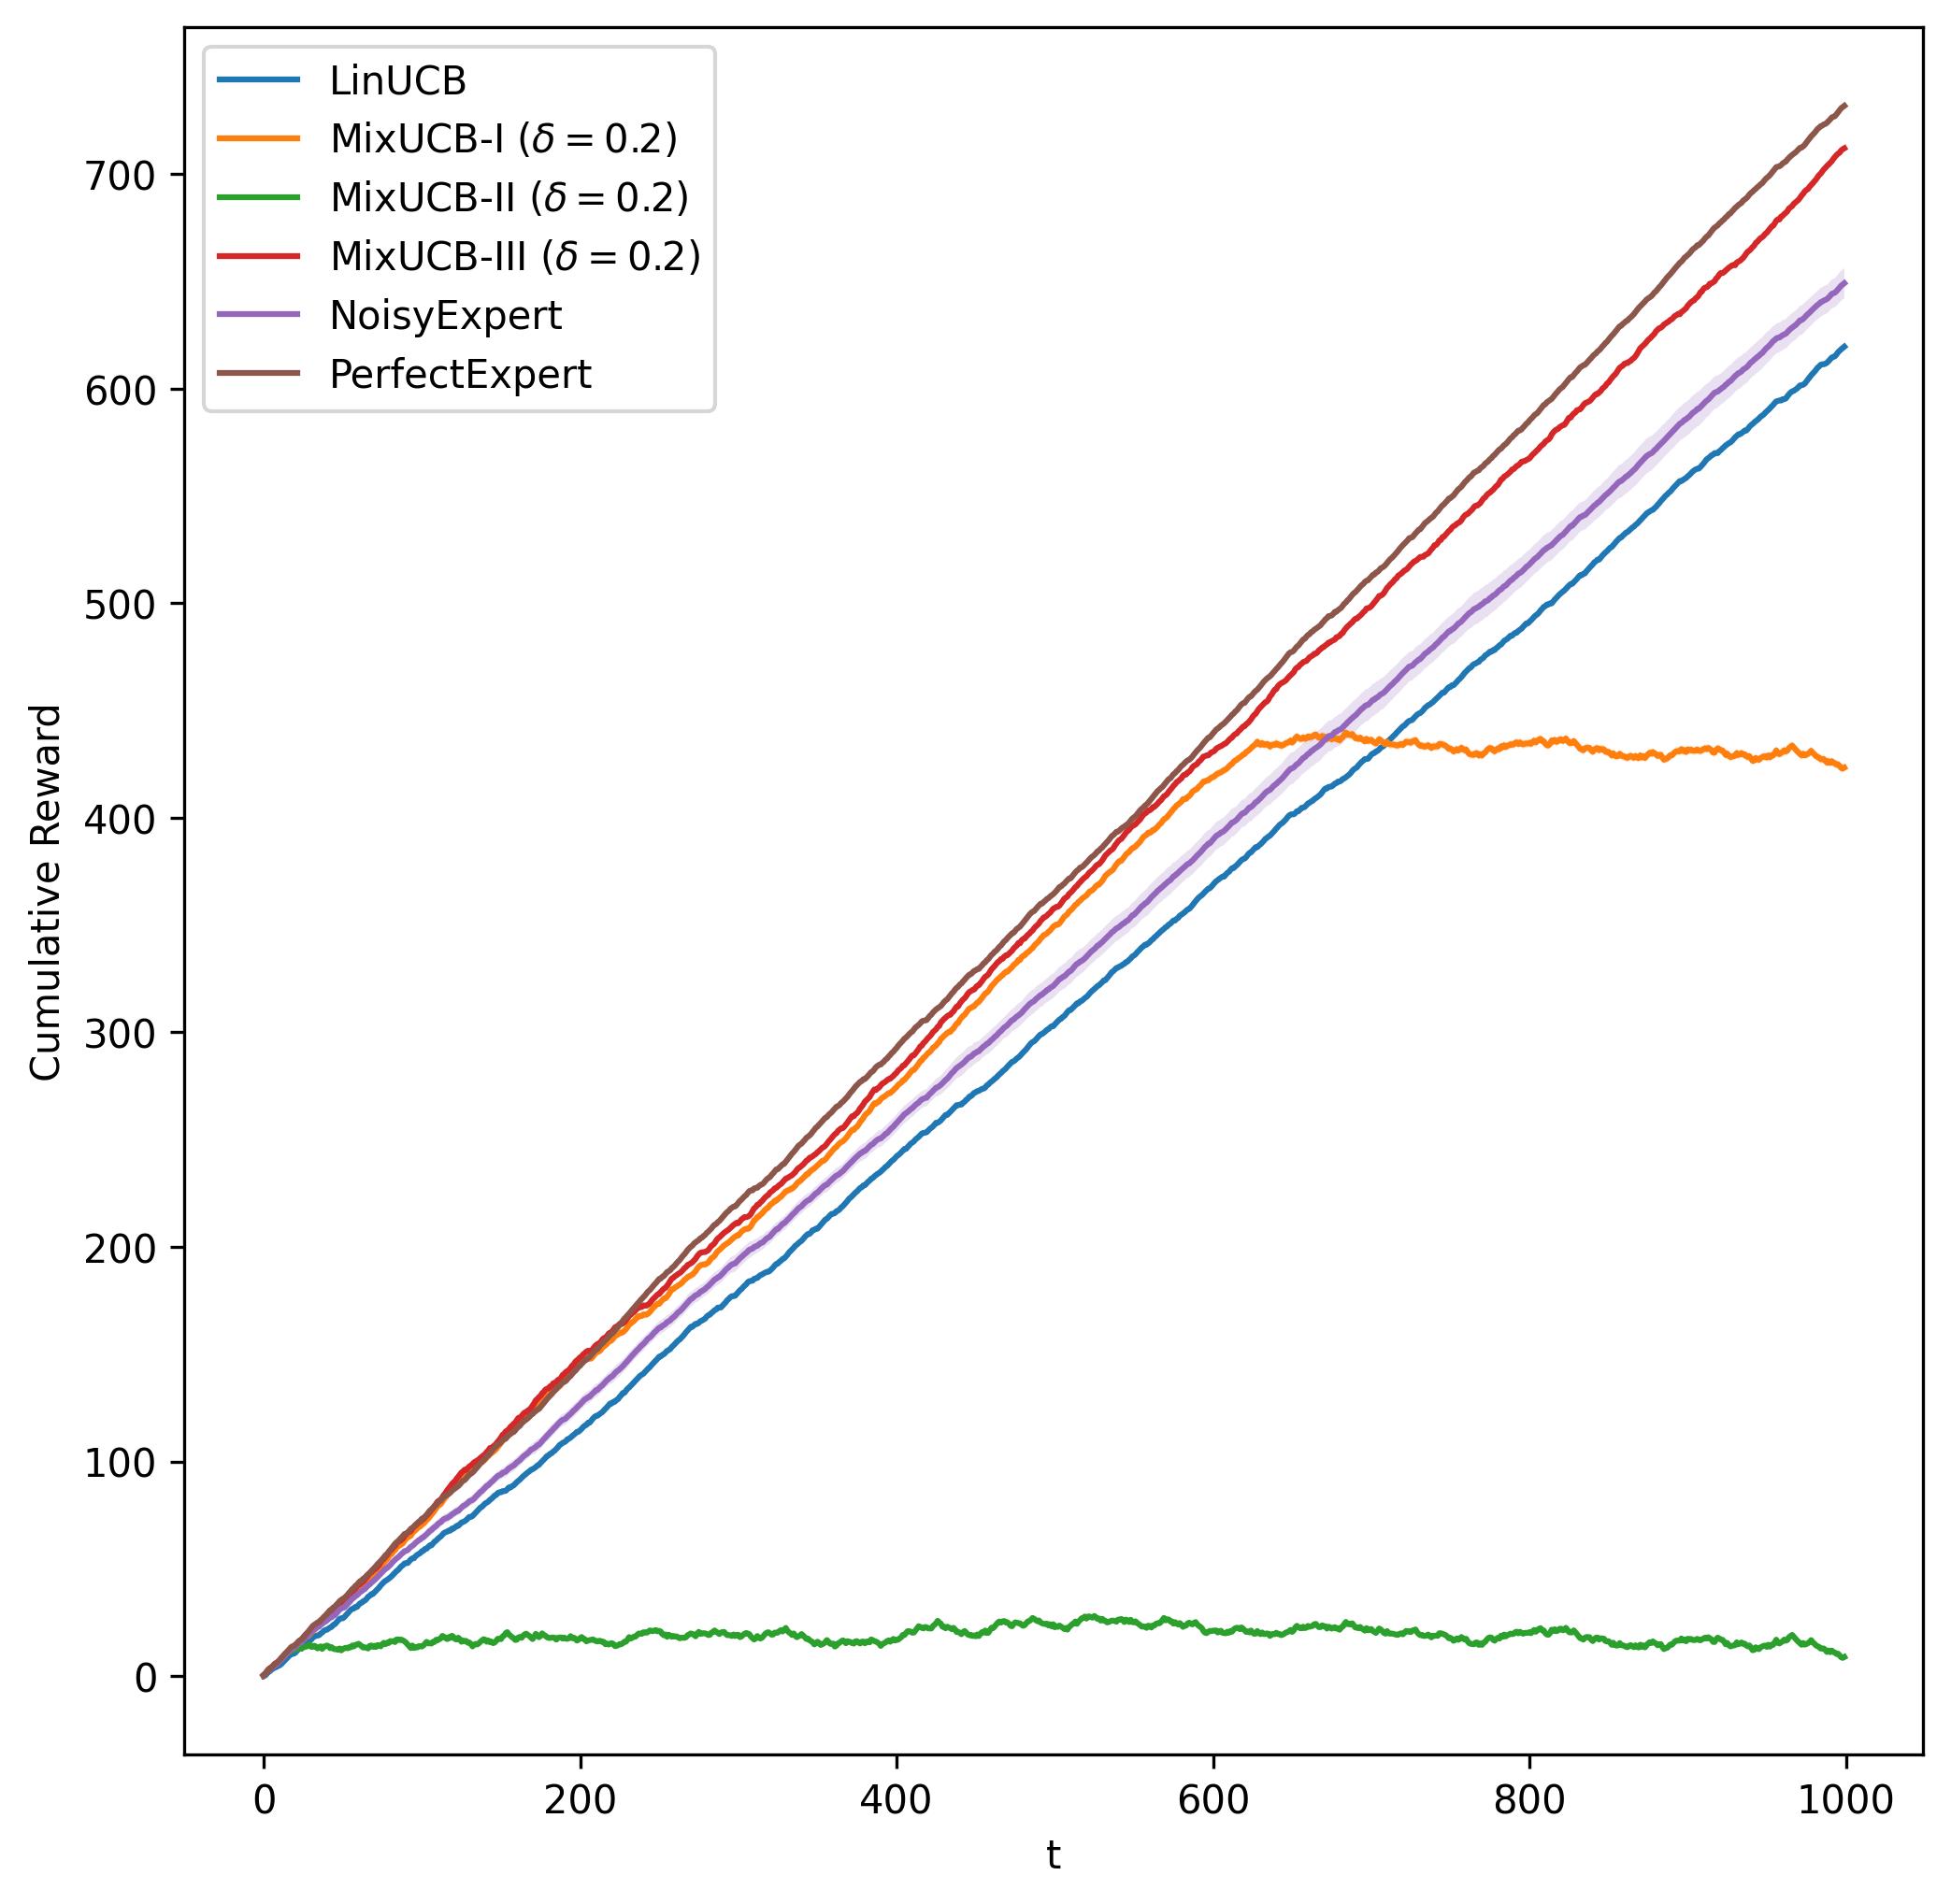 LinUCB
MixUCB-I (δ = 0.2)
MixUCB-II (δ = 0.2)
MixUCB-III (δ = 0.2)
NoisyExpert
PerfectExpert
Cumulative Reward
700
600
500
400
300
200
100
0
0 200 400 600 800 1000
t